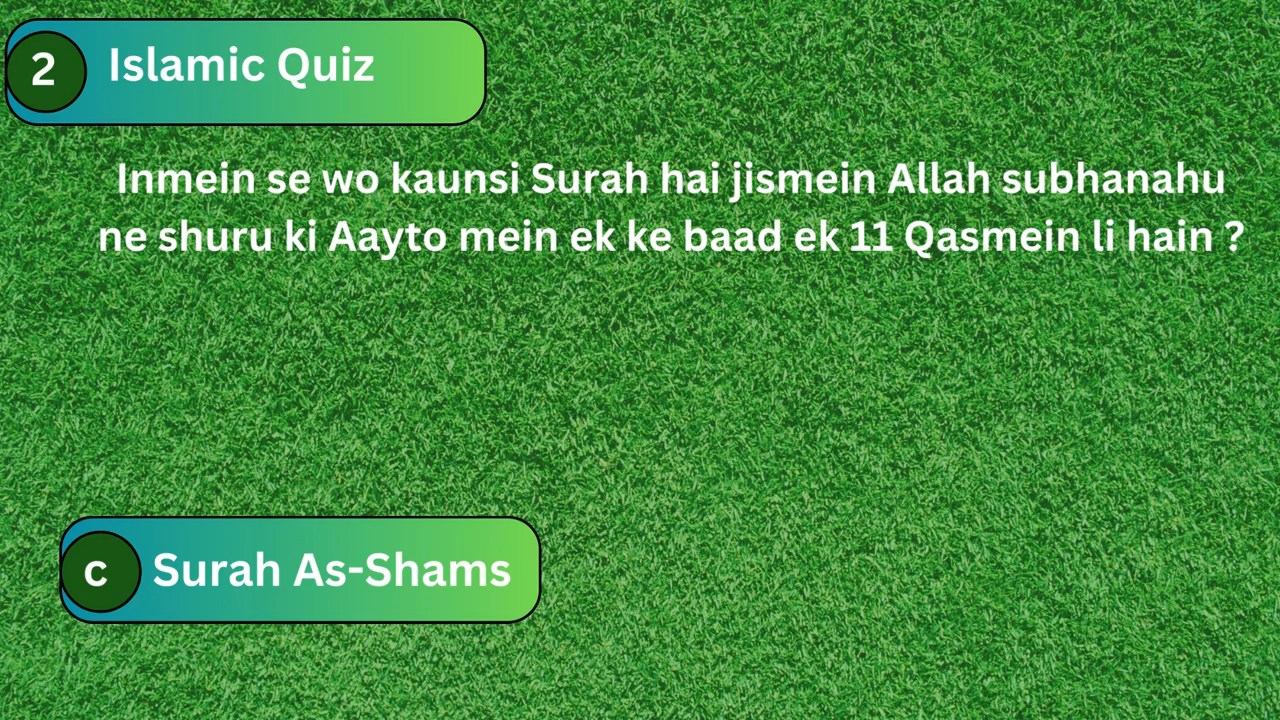 2 Islamic Quiz
Inmein se wo kaunsi Surah hai jismein Allah subhanahu
ne shuru ki Aayto mein ek ke baad ek 11 Qasmein li hain ?
c Surah As-Shams